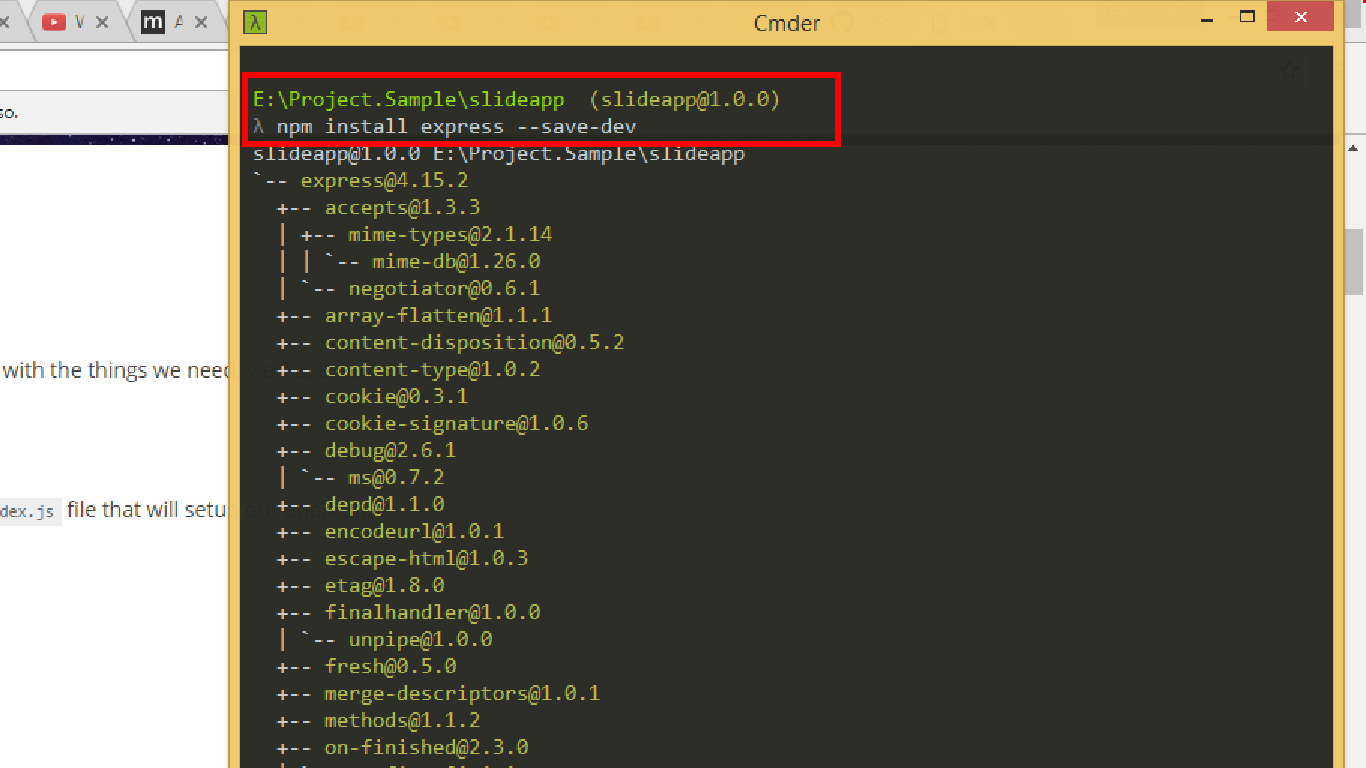 V
m
A
λ
Cmder
so.
E:\Project.Sample\slideapp (slideapp@1.0.0)
λ npm install express --save-dev
slideapp@1.0.0 E:\Project.Sample\slideapp
`-- express@4.15.2
+-- accepts@1.3.3
| +-- mime-types@2.1.14
| | `-- mime-db@1.26.0
| `-- negotiator@0.6.1
+-- array-flatten@1.1.1
+-- content-disposition@0.5.2
with the things we need
+-- content-type@1.0.2
+-- cookie@0.3.1
+-- cookie-signature@1.0.6
+-- debug@2.6.1
| `-- ms@0.7.2
dex.js file that will setup
+-- depd@1.1.0
+-- encodeurl@1.0.1
+-- escape-html@1.0.3
+-- etag@1.8.0
+-- finalhandler@1.0.0
| `-- unpipe@1.0.0
+-- fresh@0.5.0
+-- merge-descriptors@1.0.1
+-- methods@1.1.2
+-- on-finished@2.3.0